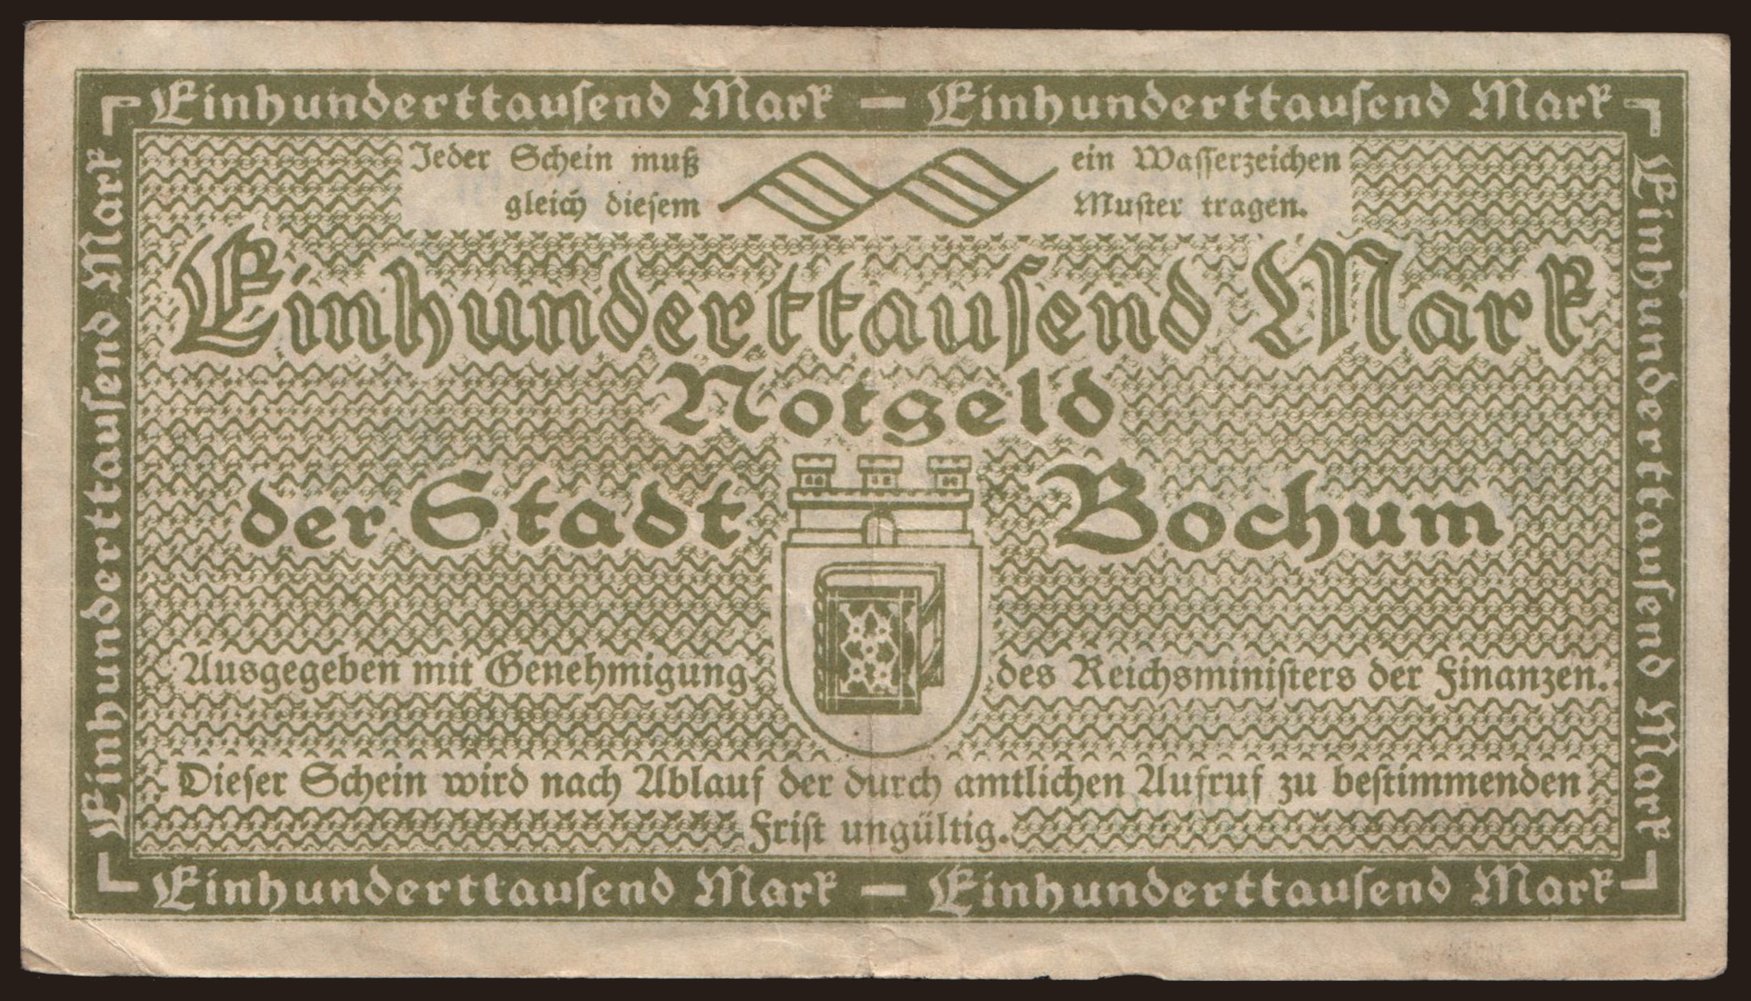 Einhunderttausend Mark — Einhunderttausend Mark
Jeder Schein muß ein Wasserzeichen
gleich diesem Muster tragen.
Einhunderttausend Mark
Notgeld
der Stadt Bochum
Ausgegeben mit Genehmigung des Reichsministers der Finanzen.
Dieser Schein wird nach Ablauf der durch amtlichen Aufruf zu bestimmenden
Frist ungültig.
Einhunderttausend Mark
Einhunderttausend Mark
Einhunderttausend Mark — Einhunderttausend Mark